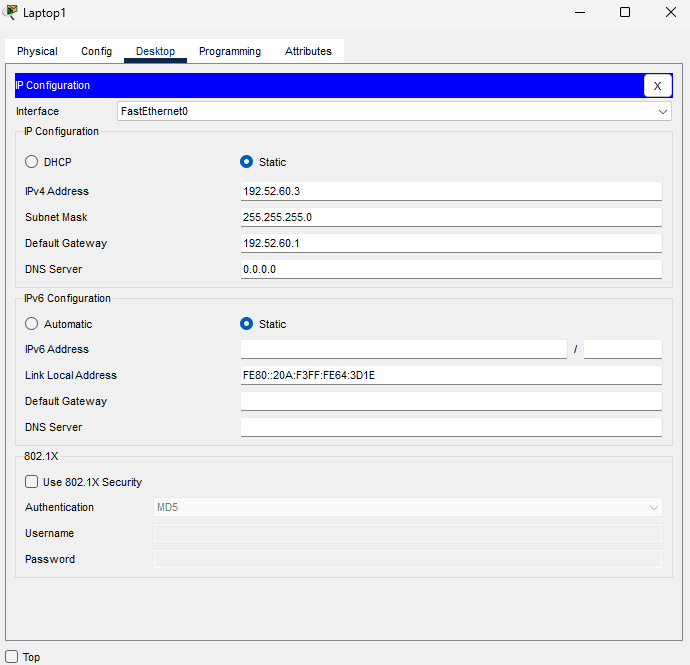 Laptop1
Physical Config Desktop Programming Attributes
IP Configuration X
Interface FastEthernet0
IP Configuration
DHCP Static
IPv4 Address 192.52.60.3
Subnet Mask 255.255.255.0
Default Gateway 192.52.60.1
DNS Server 0.0.0.0
IPv6 Configuration
Automatic Static
IPv6 Address /
Link Local Address FE80::20A:F3FF:FE64:3D1E
Default Gateway
DNS Server
802.1X
Use 802.1X Security
Authentication MD5
Username
Password
Top